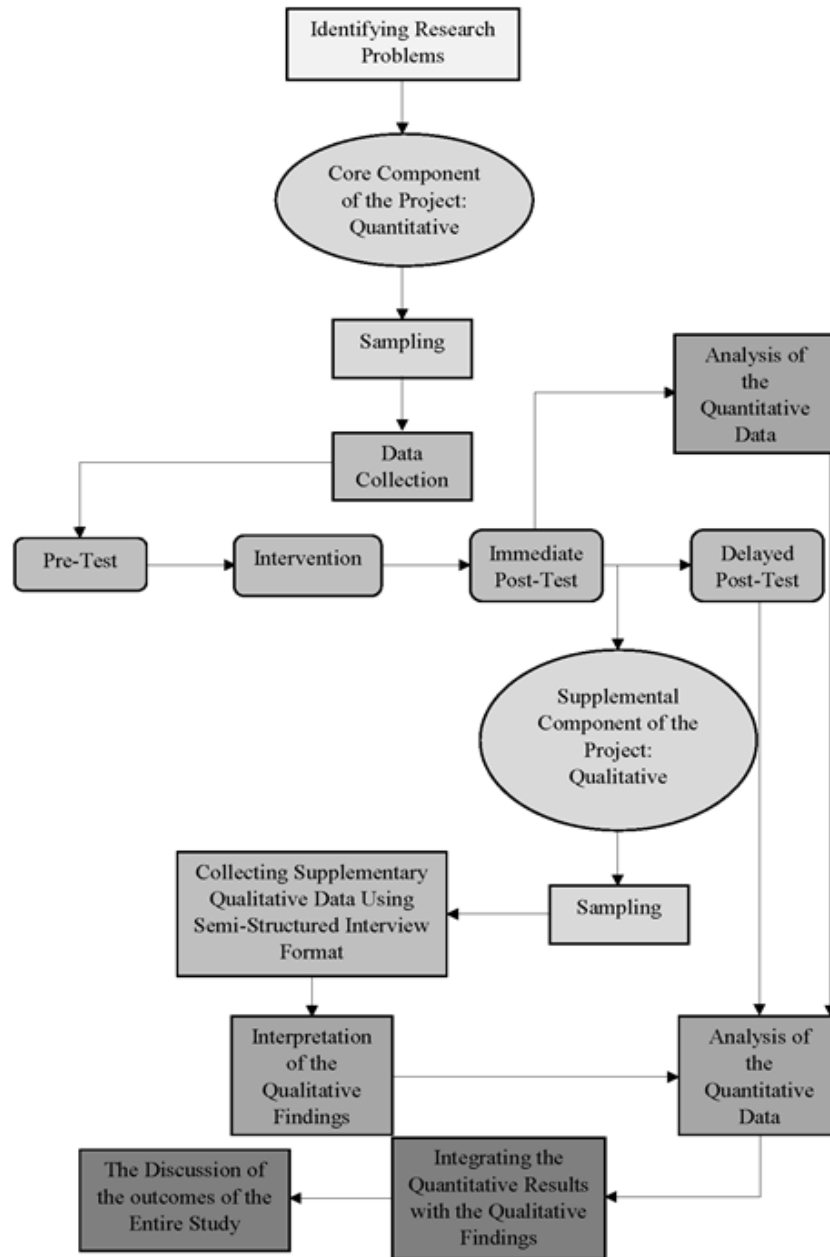 Identifying Research
Problems
Core Component
of the Project:
Quantitative
Sampling
Analysis of
the
Quantitative
Data
Data
Collection
Pre-Test
Intervention
Immediate
Post-Test
Delayed
Post-Test
Supplemental
Component of the
Project:
Qualitative
Collecting Supplementary
Qualitative Data Using
Semi-Structured Interview
Format
Sampling
Interpretation
of the
Qualitative
Findings
Analysis of
the
Quantitative
Data
The Discussion of
the outcomes of the
Entire Study
Integrating the
Quantitative Results
with the Qualitative
Findings